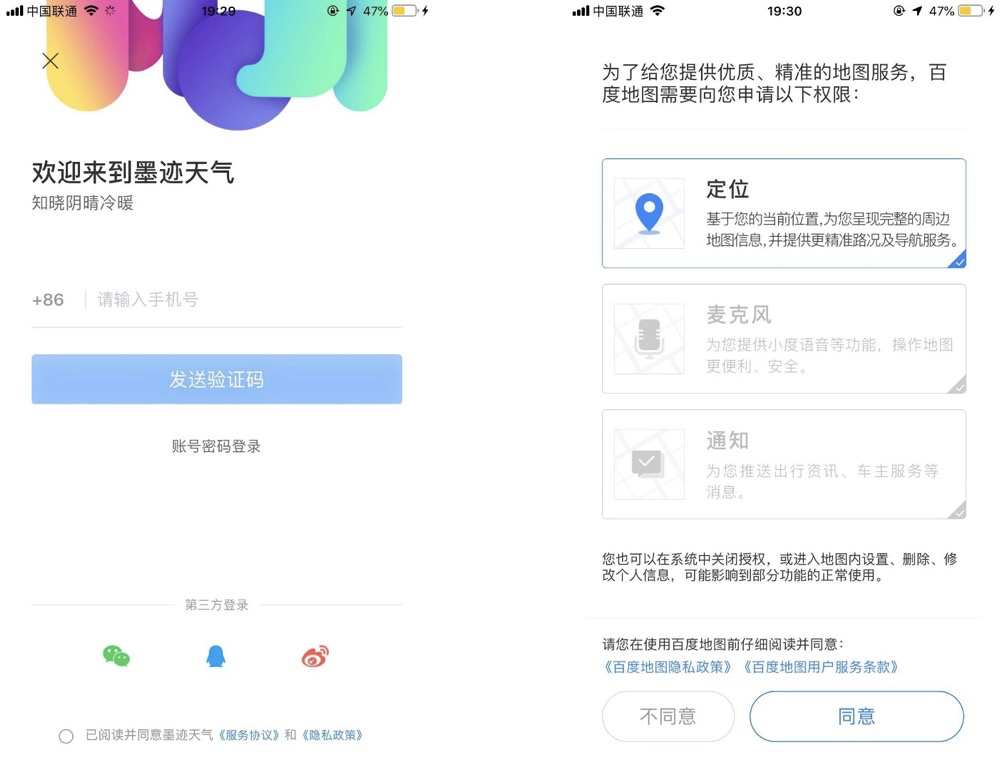 中国联通
19:29
47%
欢迎来到墨迹天气
知晓阴晴冷暖
+86
请输入手机号
发送验证码
账号密码登录
第三方登录
已阅读并同意墨迹天气《服务协议》和《隐私政策》
中国联通
19:30
47%
为了给您提供优质、精准的地图服务，百
度地图需要向您申请以下权限：
定位
基于您的当前位置,为您呈现完整的周边
地图信息,并提供更精准路况及导航服务。
麦克风
为您提供小度语音等功能，操作地图
更便利、安全。
通知
为您推送出行资讯、车主服务等
消息。
您也可以在系统中关闭授权，或进入地图内设置、删除、修
改个人信息，可能影响到部分功能的正常使用。
请您在使用百度地图前仔细阅读并同意：
《百度地图隐私政策》《百度地图用户服务条款》
不同意
同意